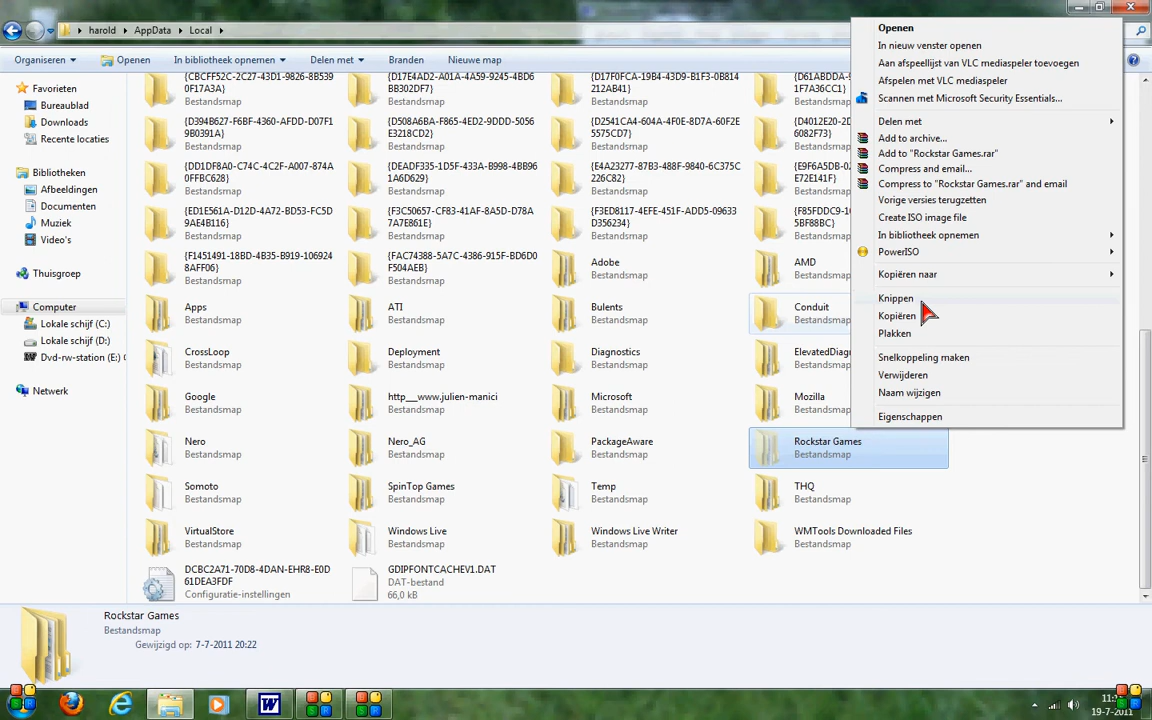 harold ▸ AppData ▸ Local ▸
Organiseren Openen In bibliotheek opnemen Delen met Branden Nieuwe map
Favorieten
Bureaublad
Downloads
Recente locaties
Bibliotheken
Afbeeldingen
Documenten
Muziek
Video's
Thuisgroep
Computer
Lokale schijf (C:)
Lokale schijf (D:)
Dvd-rw-station (E:)
Netwerk
{CBCFF52C-2C27-43D1-9826-8B539
0F17A3A}
Bestandsmap
{D17E4AD2-A01A-4A59-9245-1D7D
BBB30DF}
Bestandsmap
{D17F0FCA-19B5-43F1-83D3-0B814
212AB41}
Bestandsmap
{D61ABDDA-
1F7A36CC1}
Bestandsmap
{D394B627-F6BF-4360-AFDD-D07F1
9B0391A}
Bestandsmap
{D508A6BA-F865-4ED2-9DDD-5056
E3218CD2}
Bestandsmap
{D2541CA4-604A-4F0E-8D7A-60F2E
5575CD9}
Bestandsmap
{D4012E20-2
6082F73}
Bestandsmap
{DD1DF8A0-C74C-4C2F-A007-874A
0FFBC628}
Bestandsmap
{DEADF335-1D5F-433A-B998-A1141
6D629}
Bestandsmap
{E4A23277-87B3-488F-9840-6C375C
226C82}
Bestandsmap
{E9F6A5DB-0
E72E141F}
Bestandsmap
{ED1E561A-D12D-4A72-BD53-FC5D
9AE4B116}
Bestandsmap
{F3C50657-CF83-41AF-8A5D-D78A
7A7E861E}
Bestandsmap
{F3ED8117-4EFE-451F-ADD5-09633
D356234}
Bestandsmap
{F85FDDC9-1
03}
Bestandsmap
{F1451491-18BD-4B35-B919-106924
8AFF06}
Bestandsmap
{FAC74388-5A7C-4386-915F-BD6D0
F504AEB}
Bestandsmap
Adobe
Bestandsmap
AMD
Bestandsmap
Apps
Bestandsmap
ATI
Bestandsmap
Bulents
Bestandsmap
Conduit
Bestandsmap
CrossLoop
Bestandsmap
Deployment
Bestandsmap
Diagnostics
Bestandsmap
ElevatedDiagn
Bestandsmap
Google
Bestandsmap
http___www.julien-manici
Bestandsmap
Microsoft
Bestandsmap
Mozilla
Bestandsmap
Nero
Bestandsmap
Nero_AG
Bestandsmap
PackageAware
Bestandsmap
Rockstar Games
Bestandsmap
Somoto
Bestandsmap
SpinTop Games
Bestandsmap
Temp
Bestandsmap
THQ
Bestandsmap
VirtualStore
Bestandsmap
Windows Live
Bestandsmap
Windows Live Writer
Bestandsmap
WMTools Downloaded Files
Bestandsmap
DCBC2A71-70D8-4DAN-EHR8-E0D
61DEA3FDF
Configuratie-instellingen
GDIPFONTCACHEV1.DAT
DAT-bestand
66,0 kB
Openen
In nieuw venster openen
Aan afspeellijst van VLC mediaspeler toevoegen
Afspelen met VLC mediaspeler
Scannen met Microsoft Security Essentials...
Delen met
Add to archive...
Add to "Rockstar Games.rar"
Compress and email...
Compress to "Rockstar Games.rar" and email
Vorige versies terugzetten
Create ISO image file
In bibliotheek opnemen
PowerISO
Kopiëren naar
Knippen
Kopiëren
Plakken
Snelkoppeling maken
Verwijderen
Naam wijzigen
Eigenschappen
Rockstar Games
Bestandsmap
Gewijzigd op: 7-7-2011 20:22
19-7-2011